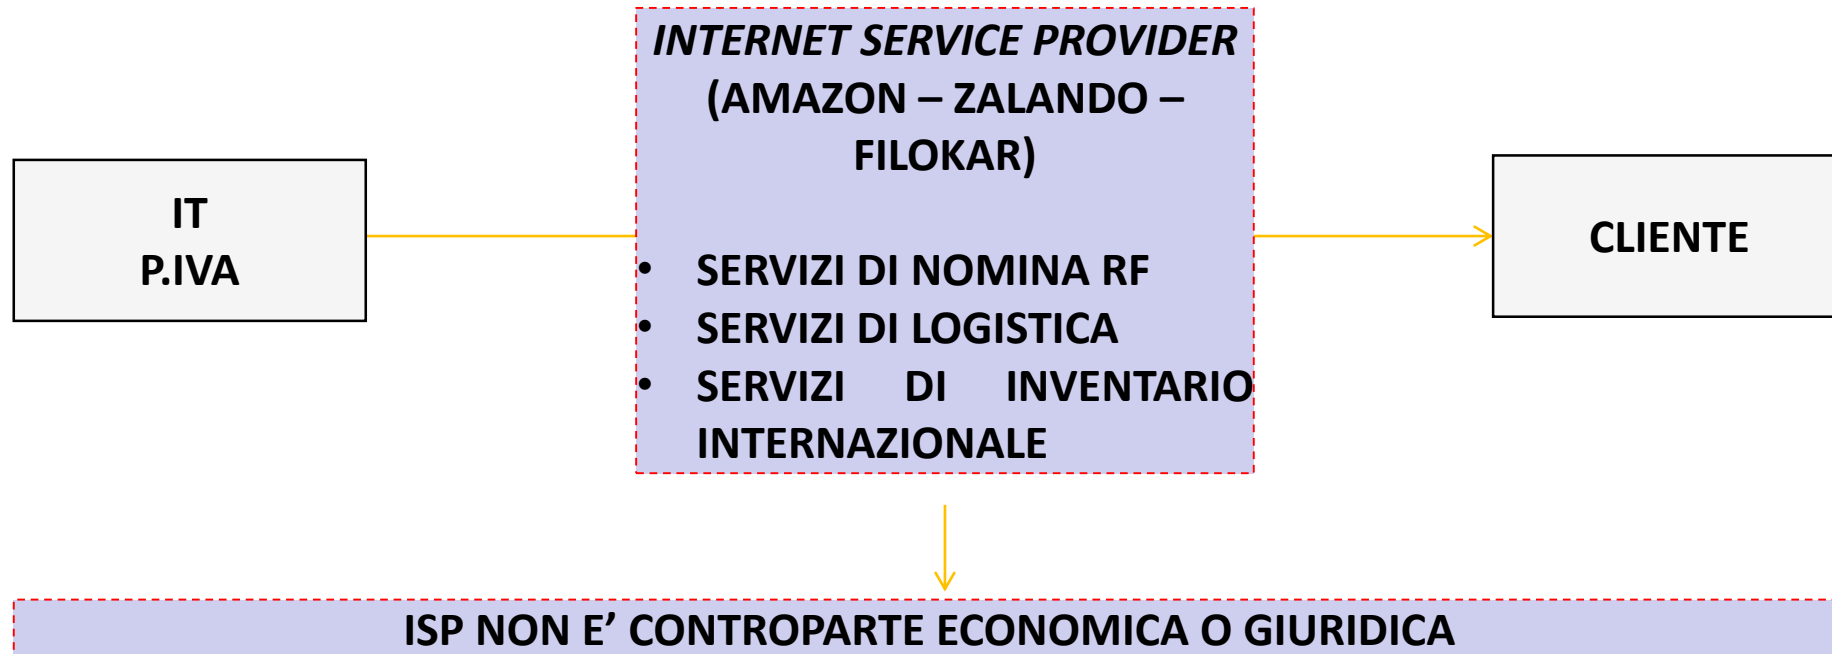 INTERNET SERVICE PROVIDER
(AMAZON – ZALANDO –
FILOKAR)
IT
P.IVA
• SERVIZI DI NOMINA RF
• SERVIZI DI LOGISTICA
• SERVIZI DI INVENTARIO
INTERNAZIONALE
CLIENTE
ISP NON E’ CONTROPARTE ECONOMICA O GIURIDICA